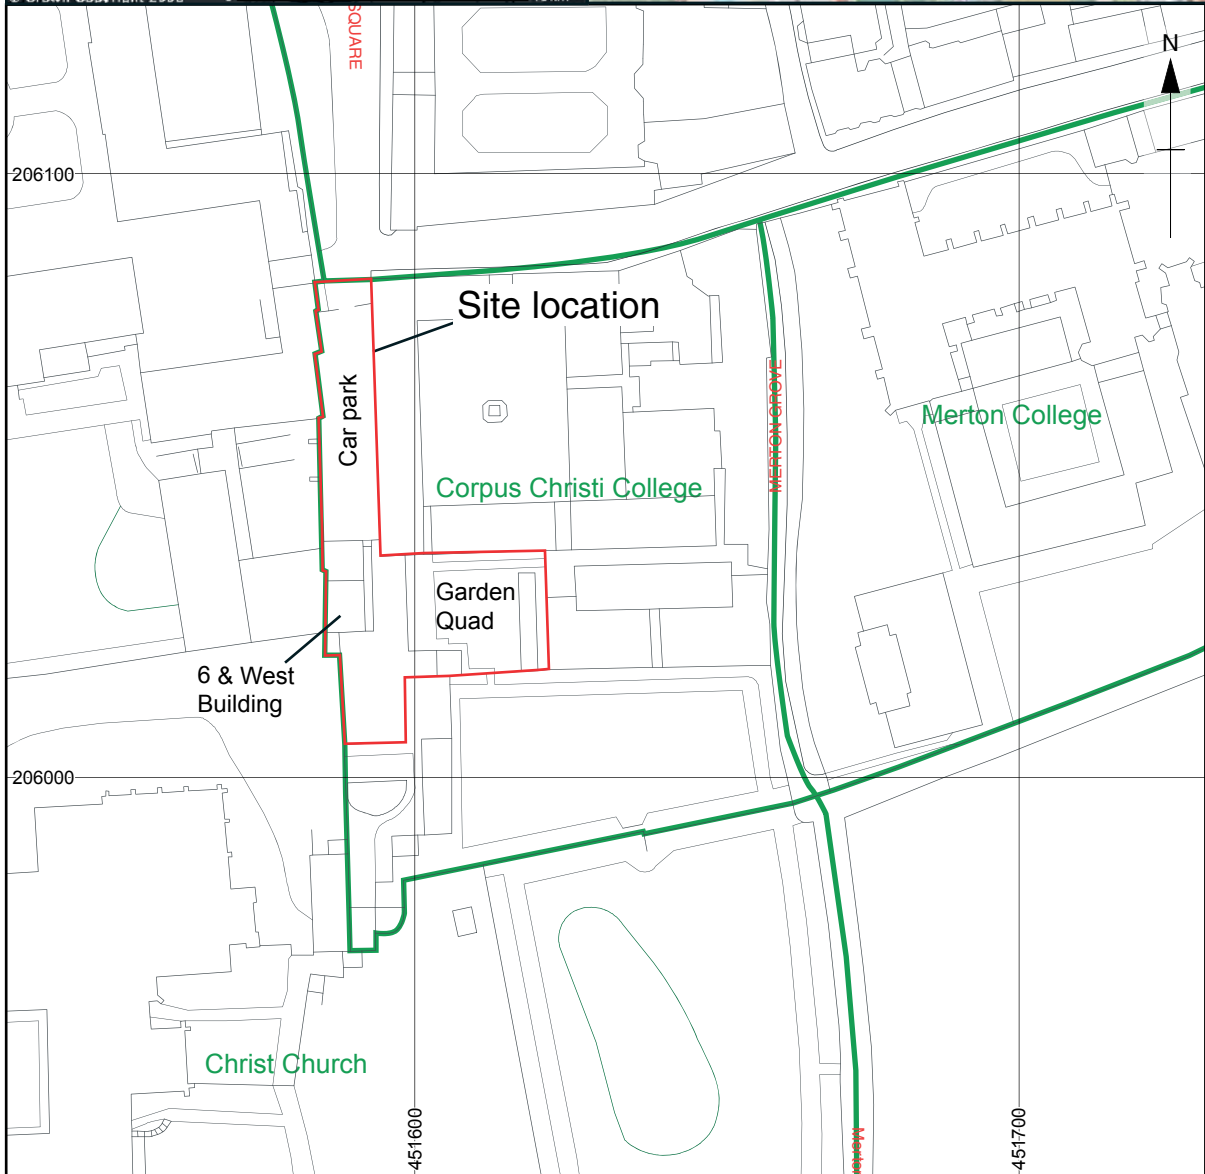 SQUARE
N
206100
Site location
Car park
MERTON GROVE
Merton College
Corpus Christi College
Garden
Quad
6 & West
Building
206000
Christ Church
451600
451700